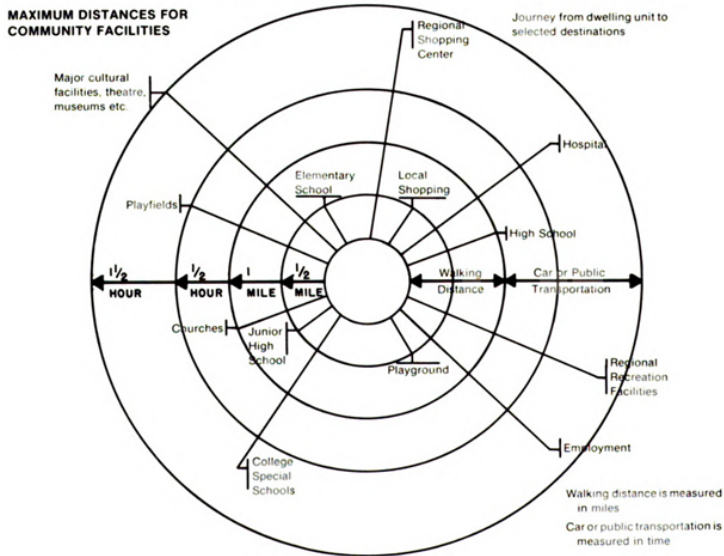 MAXIMUM DISTANCES FOR
COMMUNITY FACILITIES
Journey from dwelling unit to
selected destinations
Regional
Shopping
Center
Major cultural
facilities, theatre,
museums etc.
Hospital
Elementary
School
Local
Shopping
Playfields
High School
1½
HOUR
½
HOUR
1
MILE
½
MILE
Walking
Distance
Car or Public
Transportation
Churches
Junior
High
School
Playground
Regional
Recreation
Facilities
Employment
College
Special
Schools
Walking distance is measured
in miles
Car or public transportation is
measured in time